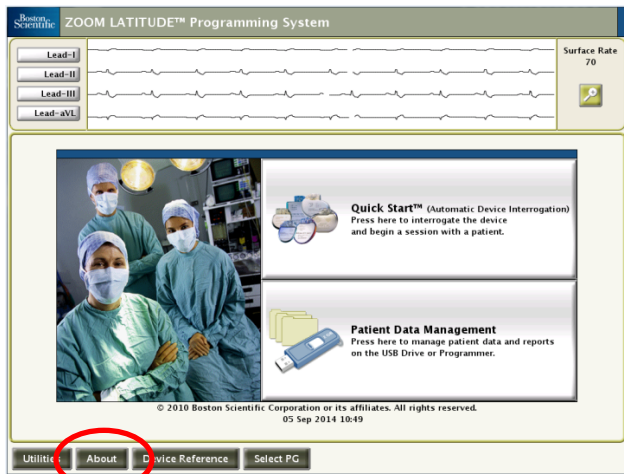 Boston
Scientific
ZOOM LATITUDE™ Programming System
Lead-I
Lead-II
Lead-III
Lead-aVL
Surface Rate
70
Quick Start™ (Automatic Device Interrogation)
Press here to interrogate the device
and begin a session with a patient.
Patient Data Management
Press here to manage patient data and reports
on the USB Drive or Programmer.
© 2010 Boston Scientific Corporation or its affiliates. All rights reserved.
05 Sep 2014 10:49
Utilities
About
Device Reference
Select PG